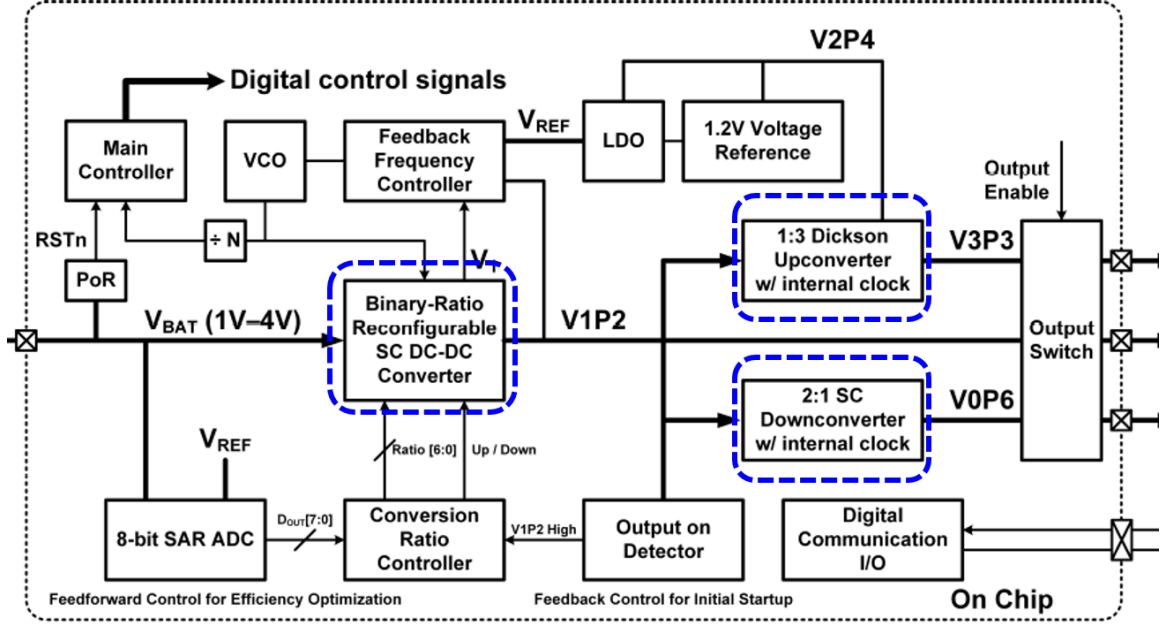 V2P4
Digital control signals
Main
Controller
VCO
Feedback
Frequency
Controller
VREF
LDO
1.2V Voltage
Reference
Output
Enable
RSTn
÷ N
PoR
1:3 Dickson
Upconverter
w/ internal clock
V3P3
VBAT (1V–4V)
Binary-Ratio
Reconfigurable
SC DC-DC
Converter
V1P2
Output
Switch
2:1 SC
Downconverter
w/ internal clock
V0P6
VREF
Ratio [6:0]
Up / Down
8-bit SAR ADC
DOUT[7:0]
Conversion
Ratio
Controller
V1P2 High
Output on
Detector
Digital
Communication
I/O
Feedforward Control for Efficiency Optimization
Feedback Control for Initial Startup
On Chip